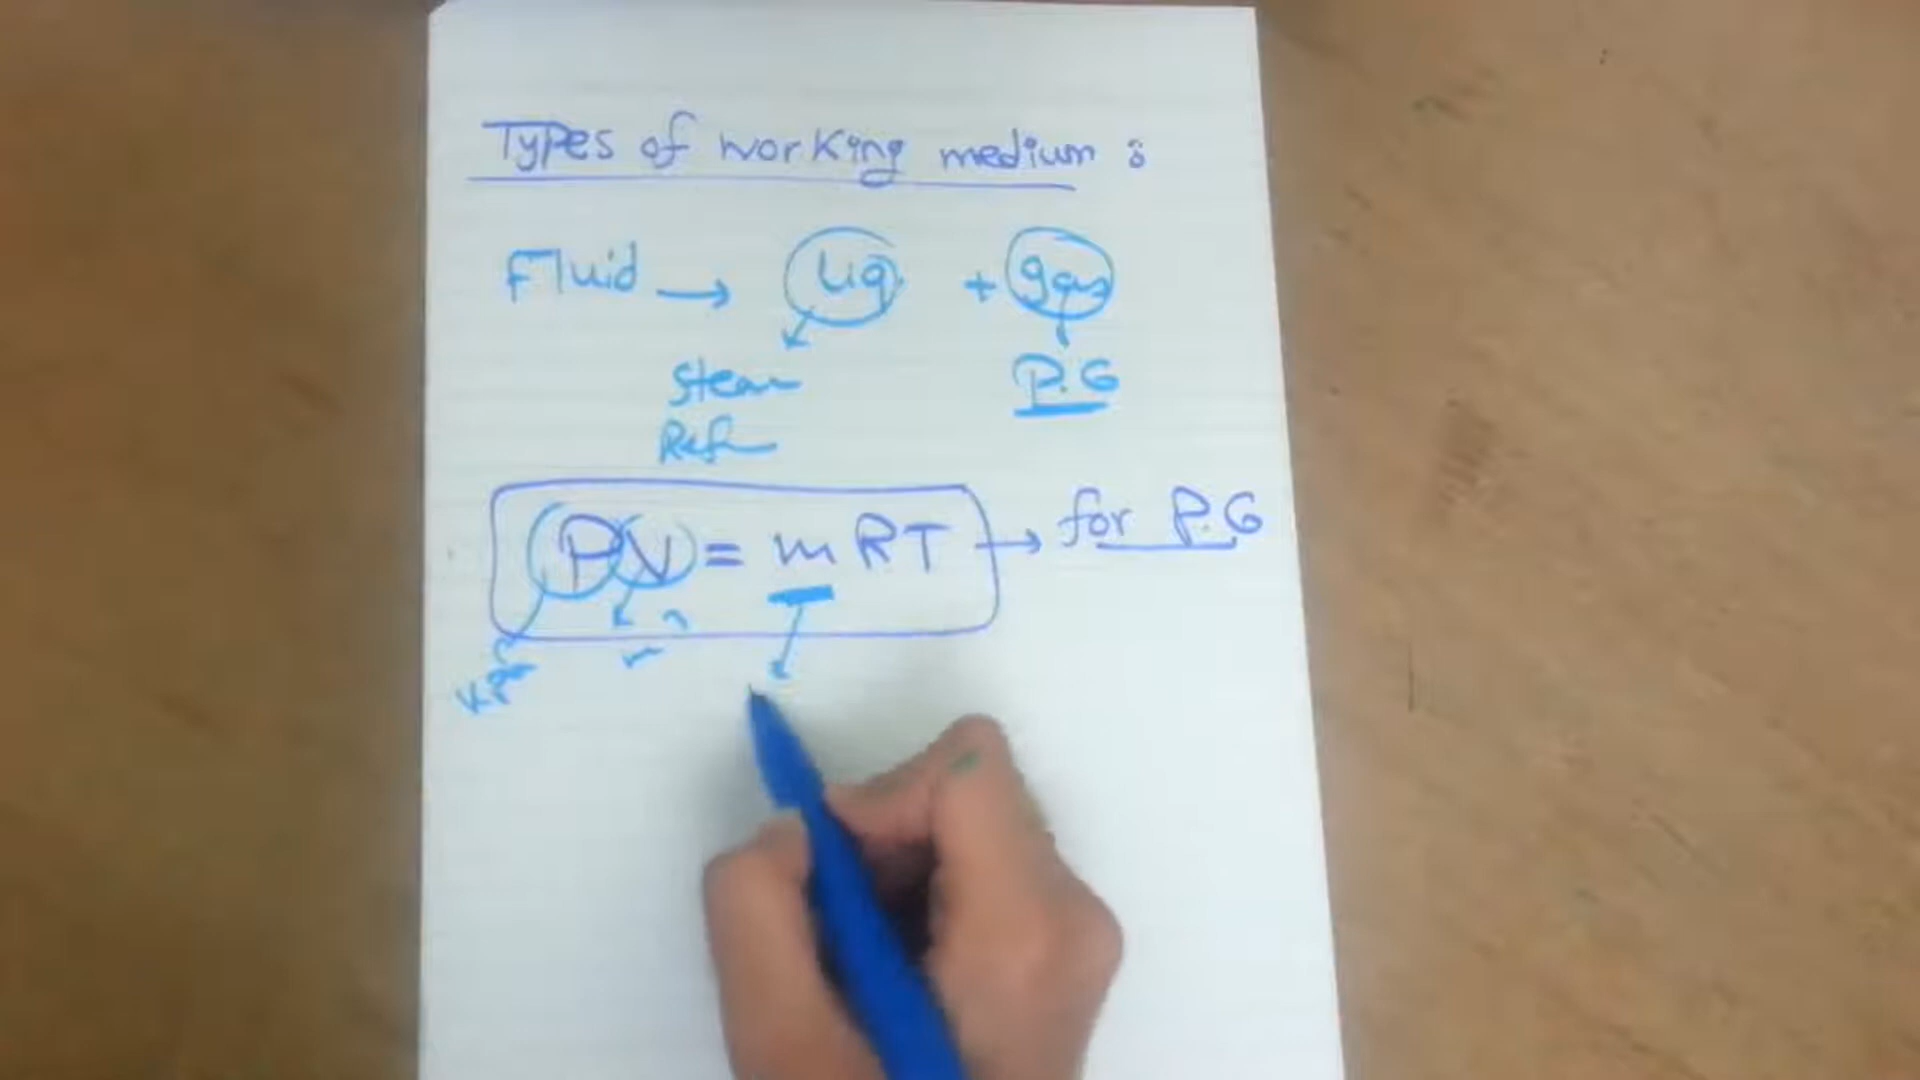 Types of working medium :
Fluid → Liq + gas
Steam P.G
Ref
PV = mRT → for P.G
kPa